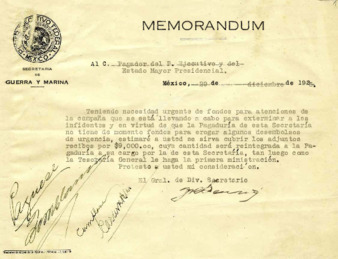 MEMORANDUM
SECRETARIA
DE
GUERRA Y MARINA
Al C. Pagador del P. Ejecutivo y del
Estado Mayor Presidencial.
México, diciembre de
Teniendo necesidad urgente de fondos para atenciones de
la campaña que se está llevando a cabo para exterminar a los
infidentes y en virtud de que la Pagaduría de esta Secretaría
no tiene de momento fondos para erogar algunos desembolsos
de urgencia, estimaré a usted se sirva cubrir los adjuntos
recibos por $9,000.00, cuya cantidad será reintegrada a la Pa-
gaduría a su cargo por la de esta Secretaría, tan luego como
la Tesorería General le haga la primera ministración.
Protesto a usted mi consideración.
El Gral. de Div. Secretario